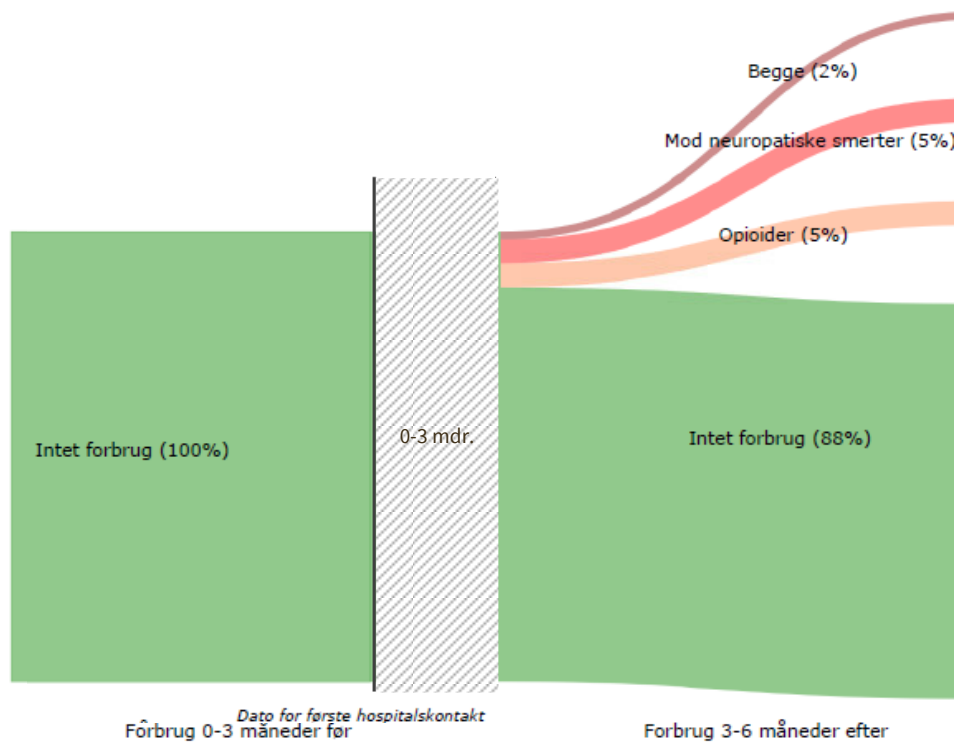 Begge (2%)
Mod neuropatiske smerter (5%)
Opioider (5%)
Intet forbrug (100%)
0-3 mdr.
Intet forbrug (88%)
Dato for første hospitalskontakt
Forbrug 0-3 måneder før
Forbrug 3-6 måneder efter